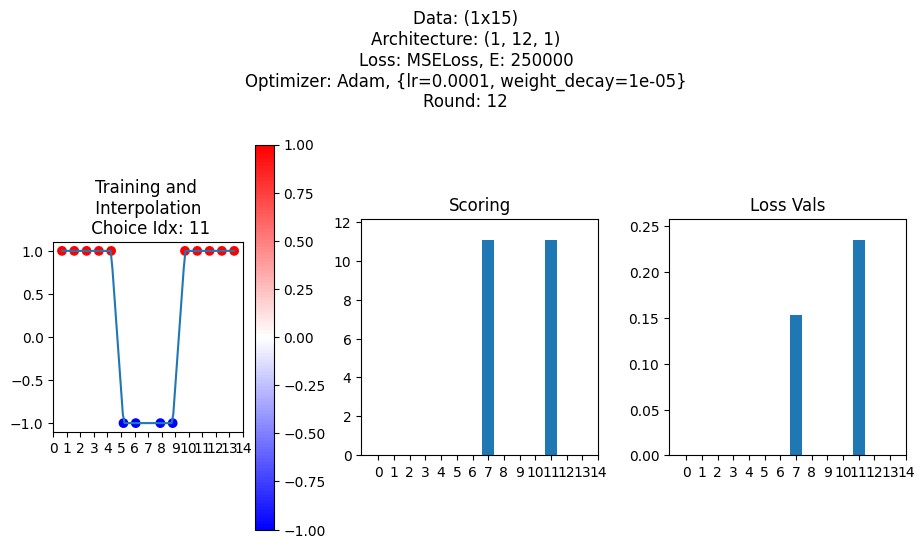 Data: (1x15)
Architecture: (1, 12, 1)
Loss: MSELoss, E: 250000
Optimizer: Adam, {lr=0.0001, weight_decay=1e-05}
Round: 12
Training and
Interpolation
Choice Idx: 11
1.0
0.5
0.0
−0.5
−1.0
0 1 2 3 4 5 6 7 8 9 10 11 12 13 14
1.00
0.75
0.50
0.25
0.00
−0.25
−0.50
−0.75
−1.00
Scoring
12
10
8
6
4
2
0
0 1 2 3 4 5 6 7 8 9 10 11 12 13 14
Loss Vals
0.25
0.20
0.15
0.10
0.05
0.00
0 1 2 3 4 5 6 7 8 9 10 11 12 13 14